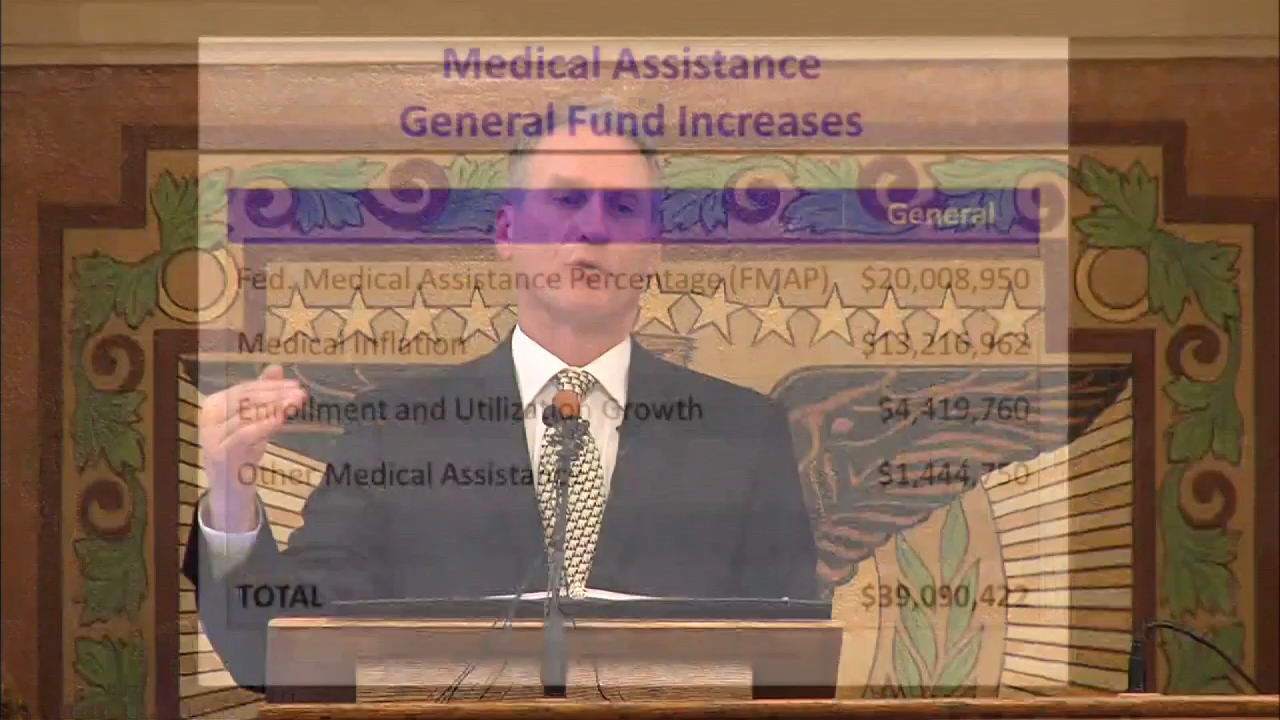 Medical Assistance
General Fund Increases
General
Fed. Medical Assistance Percentage (FMAP) $20,008,950
Medical Inflation $13,216,962
Enrollment and Utilization Growth $4,419,760
Other Medical Assistance $1,444,750
TOTAL $39,090,422